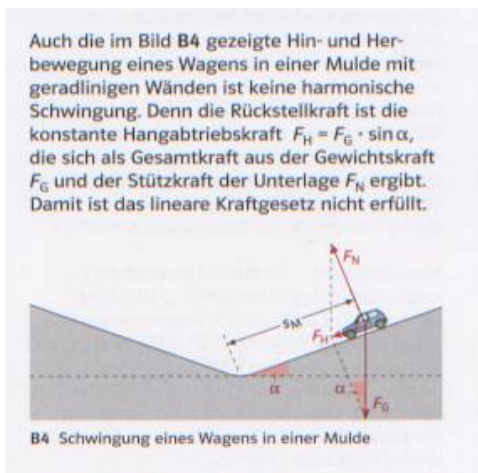 Auch die im Bild B4 gezeigte Hin- und Her-
bewegung eines Wagens in einer Mulde mit
geradlinigen Wänden ist keine harmonische
Schwingung. Denn die Rückstellkraft ist die
konstante Hangabtriebskraft F_H = F_G · sin α,
die sich als Gesamtkraft aus der Gewichtskraft
F_G und der Stützkraft der Unterlage F_N ergibt.
Damit ist das lineare Kraftgesetz nicht erfüllt.
F_N
s_M
F_H
α
α
F_G
B4 Schwingung eines Wagens in einer Mulde